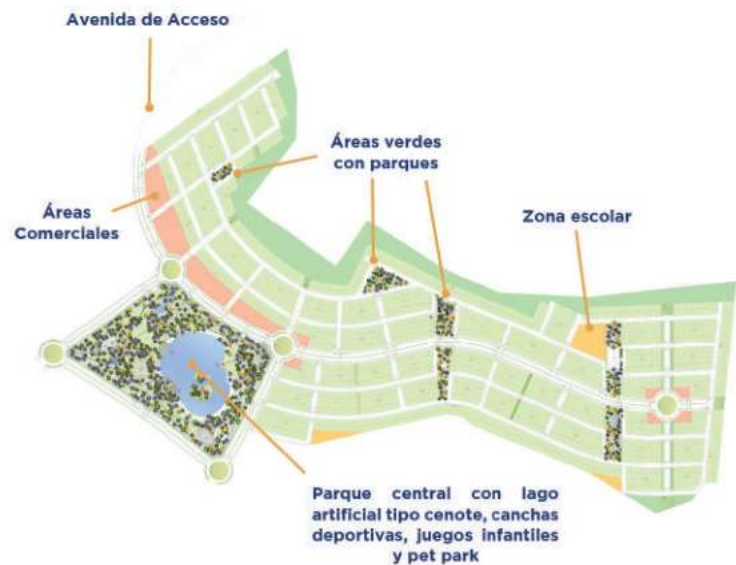 Avenida de Acceso
Áreas verdes
con parques
Áreas
Comerciales
Zona escolar
Parque central con lago
artificial tipo cenote, canchas
deportivas, juegos infantiles
y pet park